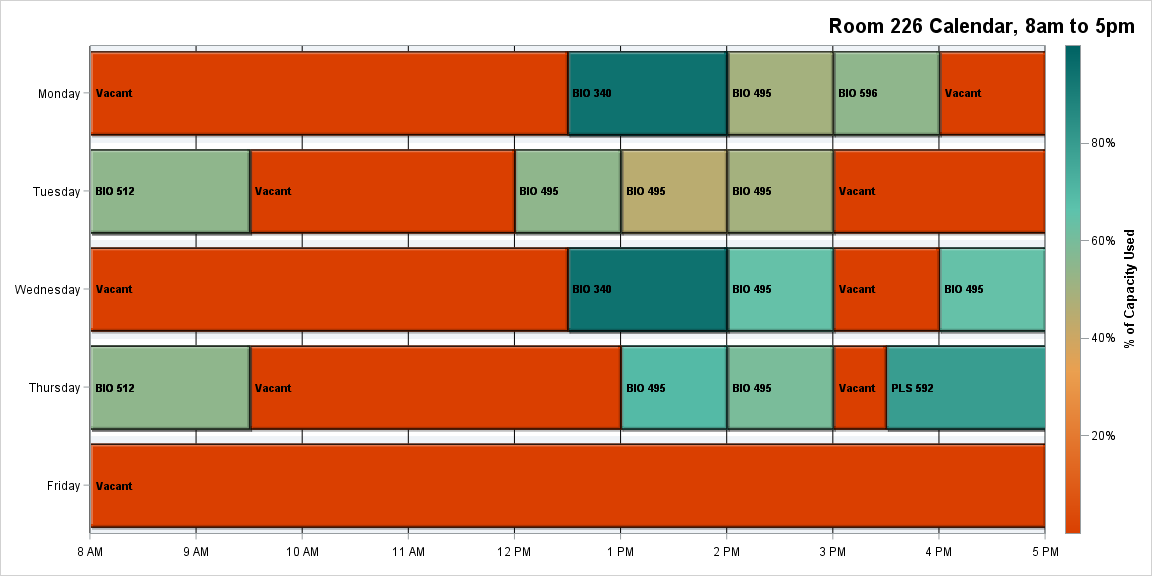 Room 226 Calendar, 8am to 5pm
Monday
Vacant
BIO 340
BIO 495
BIO 596
Vacant
Tuesday
BIO 512
Vacant
BIO 495
BIO 495
BIO 495
Vacant
Wednesday
Vacant
BIO 340
BIO 495
Vacant
BIO 495
Thursday
BIO 512
Vacant
BIO 495
BIO 495
Vacant
PLS 592
Friday
Vacant
8 AM
9 AM
10 AM
11 AM
12 PM
1 PM
2 PM
3 PM
4 PM
5 PM
80%
60%
40%
20%
% of Capacity Used